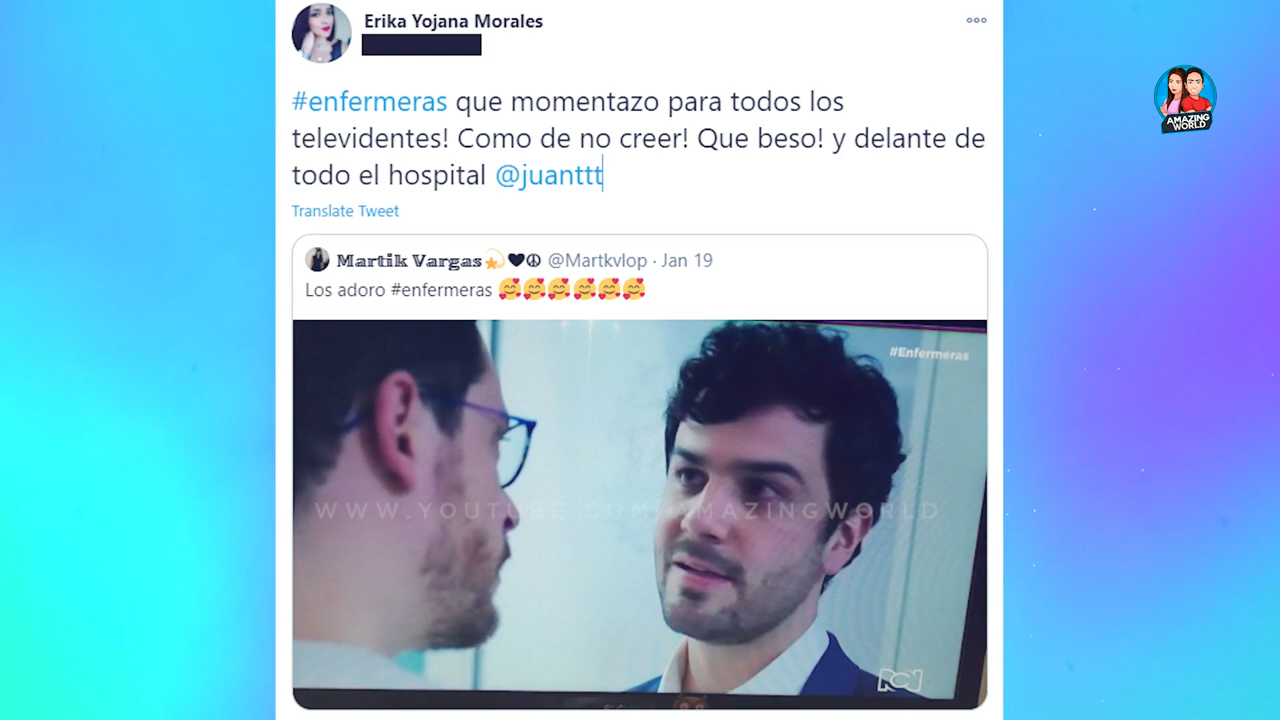 Erika Yojana Morales
AMAZING
WORLD
#enfermeras que momentazo para todos los
televidentes! Como de no creer! Que beso! y delante de
todo el hospital @juanttt
Translate Tweet
Martik Vargas💫🖤☮ @Martkvlop · Jan 19
Los adoro #enfermeras 🥰🥰🥰🥰🥰🥰
#Enfermeras
WWW.YOUTUBE.COM/AMAZINGWORLD
RCN